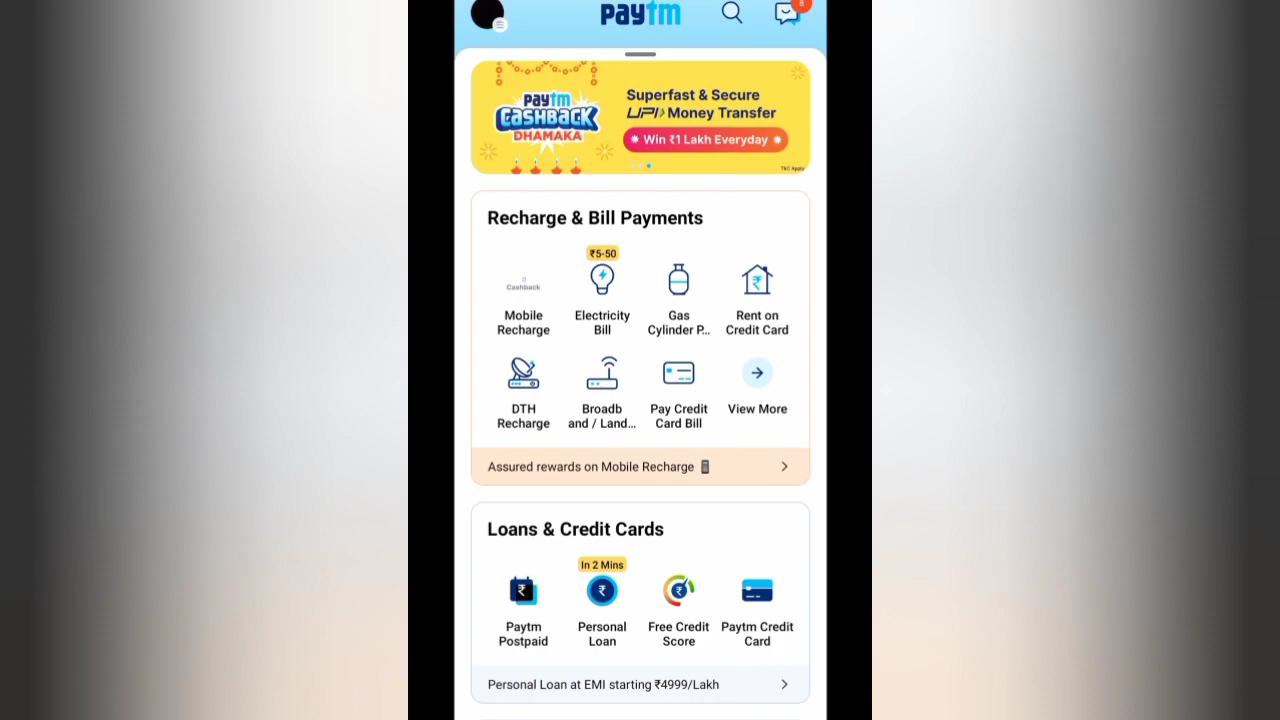 paytm
8
paytm
CASHBACK
DHAMAKA
Superfast & Secure
UPI Money Transfer
Win ₹1 Lakh Everyday
T&C Apply
Recharge & Bill Payments
₹5-50
Cashback
Mobile
Recharge
Electricity
Bill
Gas
Cylinder P...
Rent on
Credit Card
DTH
Recharge
Broadb
and / Land...
Pay Credit
Card Bill
View More
Assured rewards on Mobile Recharge
Loans & Credit Cards
In 2 Mins
Paytm
Postpaid
Personal
Loan
Free Credit
Score
Paytm Credit
Card
Personal Loan at EMI starting ₹4999/Lakh